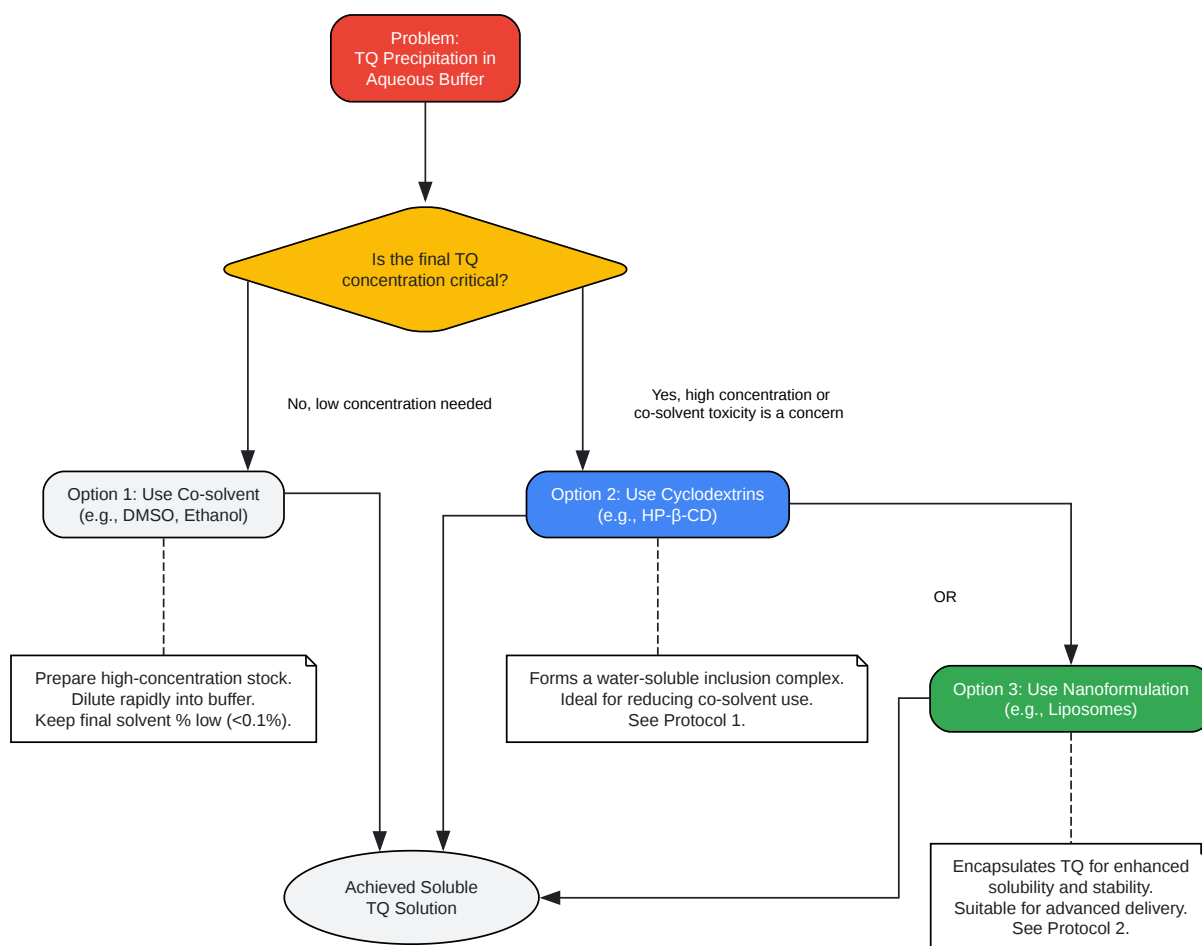 Problem:
TQ Precipitation in
Aqueous Buffer
Is the final TQ
concentration critical?
No, low concentration needed
Yes, high concentration or
co-solvent toxicity is a concern
Option 1: Use Co-solvent
(e.g., DMSO, Ethanol)
Option 2: Use Cyclodextrins
(e.g., HP-β-CD)
OR
Prepare high-concentration stock.
Dilute rapidly into buffer.
Keep final solvent % low (<0.1%).
Forms a water-soluble inclusion complex.
Ideal for reducing co-solvent use.
See Protocol 1.
Option 3: Use Nanoformulation
(e.g., Liposomes)
Achieved Soluble
TQ Solution
Encapsulates TQ for enhanced
solubility and stability.
Suitable for advanced delivery.
See Protocol 2.